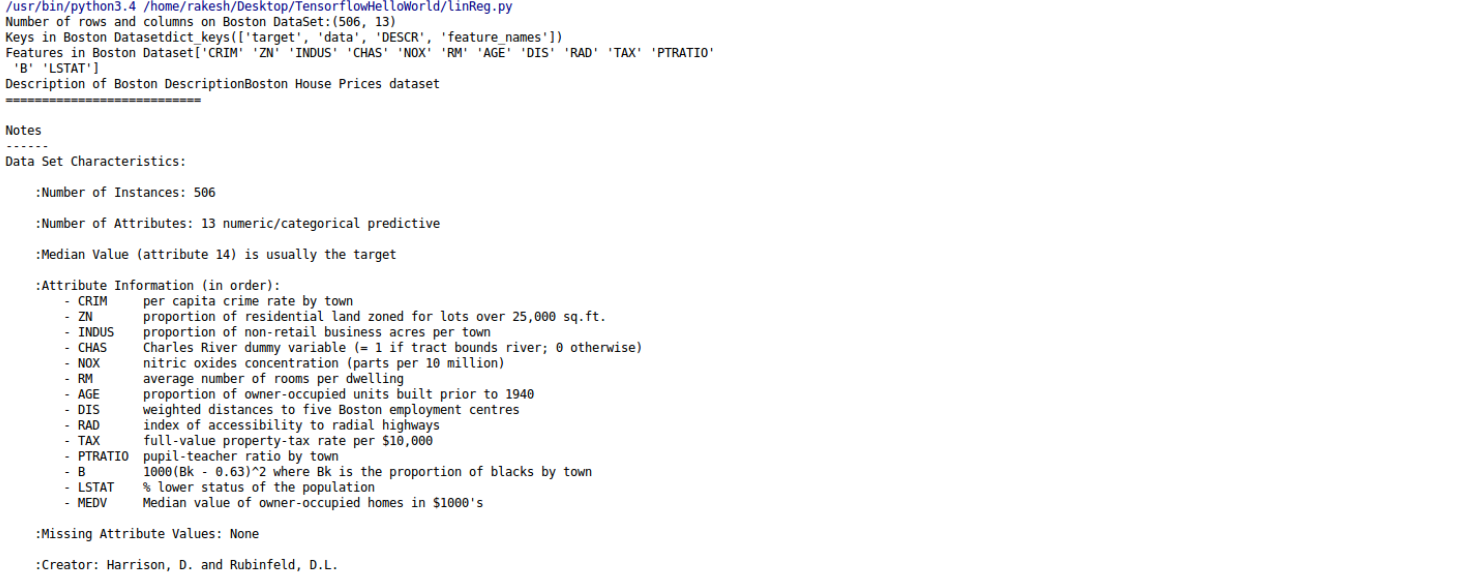 /usr/bin/python3.4 /home/rakesh/Desktop/TensorflowHelloWorld/linReg.py
Number of rows and columns on Boston DataSet:(506, 13)
Keys in Boston Datasetdict_keys(['target', 'data', 'DESCR', 'feature_names'])
Features in Boston Dataset['CRIM' 'ZN' 'INDUS' 'CHAS' 'NOX' 'RM' 'AGE' 'DIS' 'RAD' 'TAX' 'PTRATIO'
 'B' 'LSTAT']
Description of Boston DescriptionBoston House Prices dataset
===========================
Notes
------
Data Set Characteristics:
    :Number of Instances: 506
    :Number of Attributes: 13 numeric/categorical predictive
    :Median Value (attribute 14) is usually the target
    :Attribute Information (in order):
        - CRIM     per capita crime rate by town
        - ZN       proportion of residential land zoned for lots over 25,000 sq.ft.
        - INDUS    proportion of non-retail business acres per town
        - CHAS     Charles River dummy variable (= 1 if tract bounds river; 0 otherwise)
        - NOX      nitric oxides concentration (parts per 10 million)
        - RM       average number of rooms per dwelling
        - AGE      proportion of owner-occupied units built prior to 1940
        - DIS      weighted distances to five Boston employment centres
        - RAD      index of accessibility to radial highways
        - TAX      full-value property-tax rate per $10,000
        - PTRATIO  pupil-teacher ratio by town
        - B        1000(Bk - 0.63)^2 where Bk is the proportion of blacks by town
        - LSTAT    % lower status of the population
        - MEDV     Median value of owner-occupied homes in $1000's
    :Missing Attribute Values: None
    :Creator: Harrison, D. and Rubinfeld, D.L.